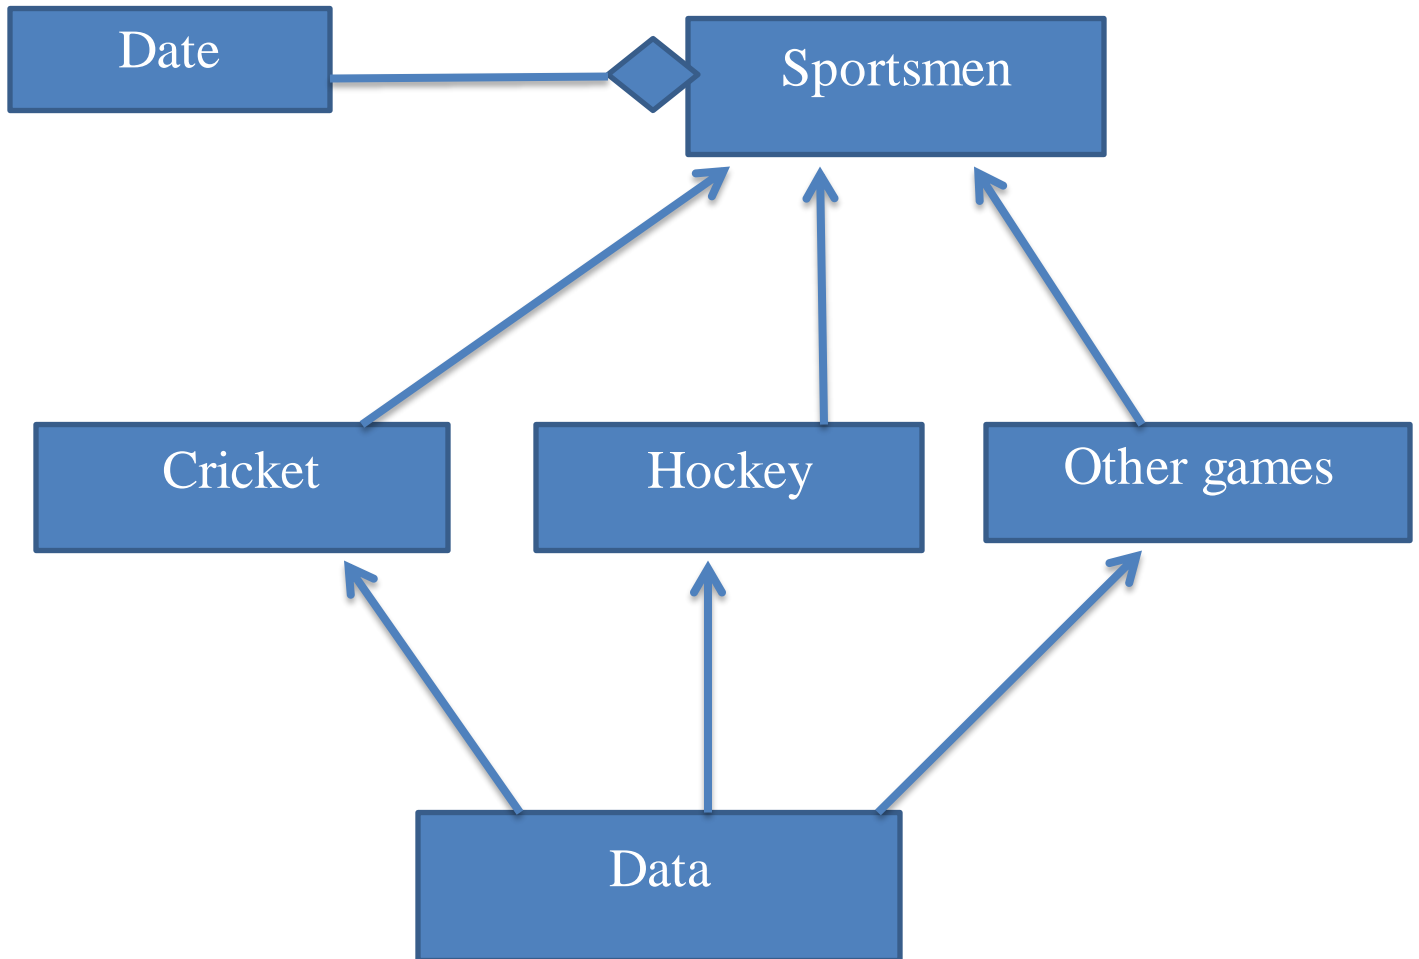 Date
Sportsmen
Cricket
Hockey
Other games
Data